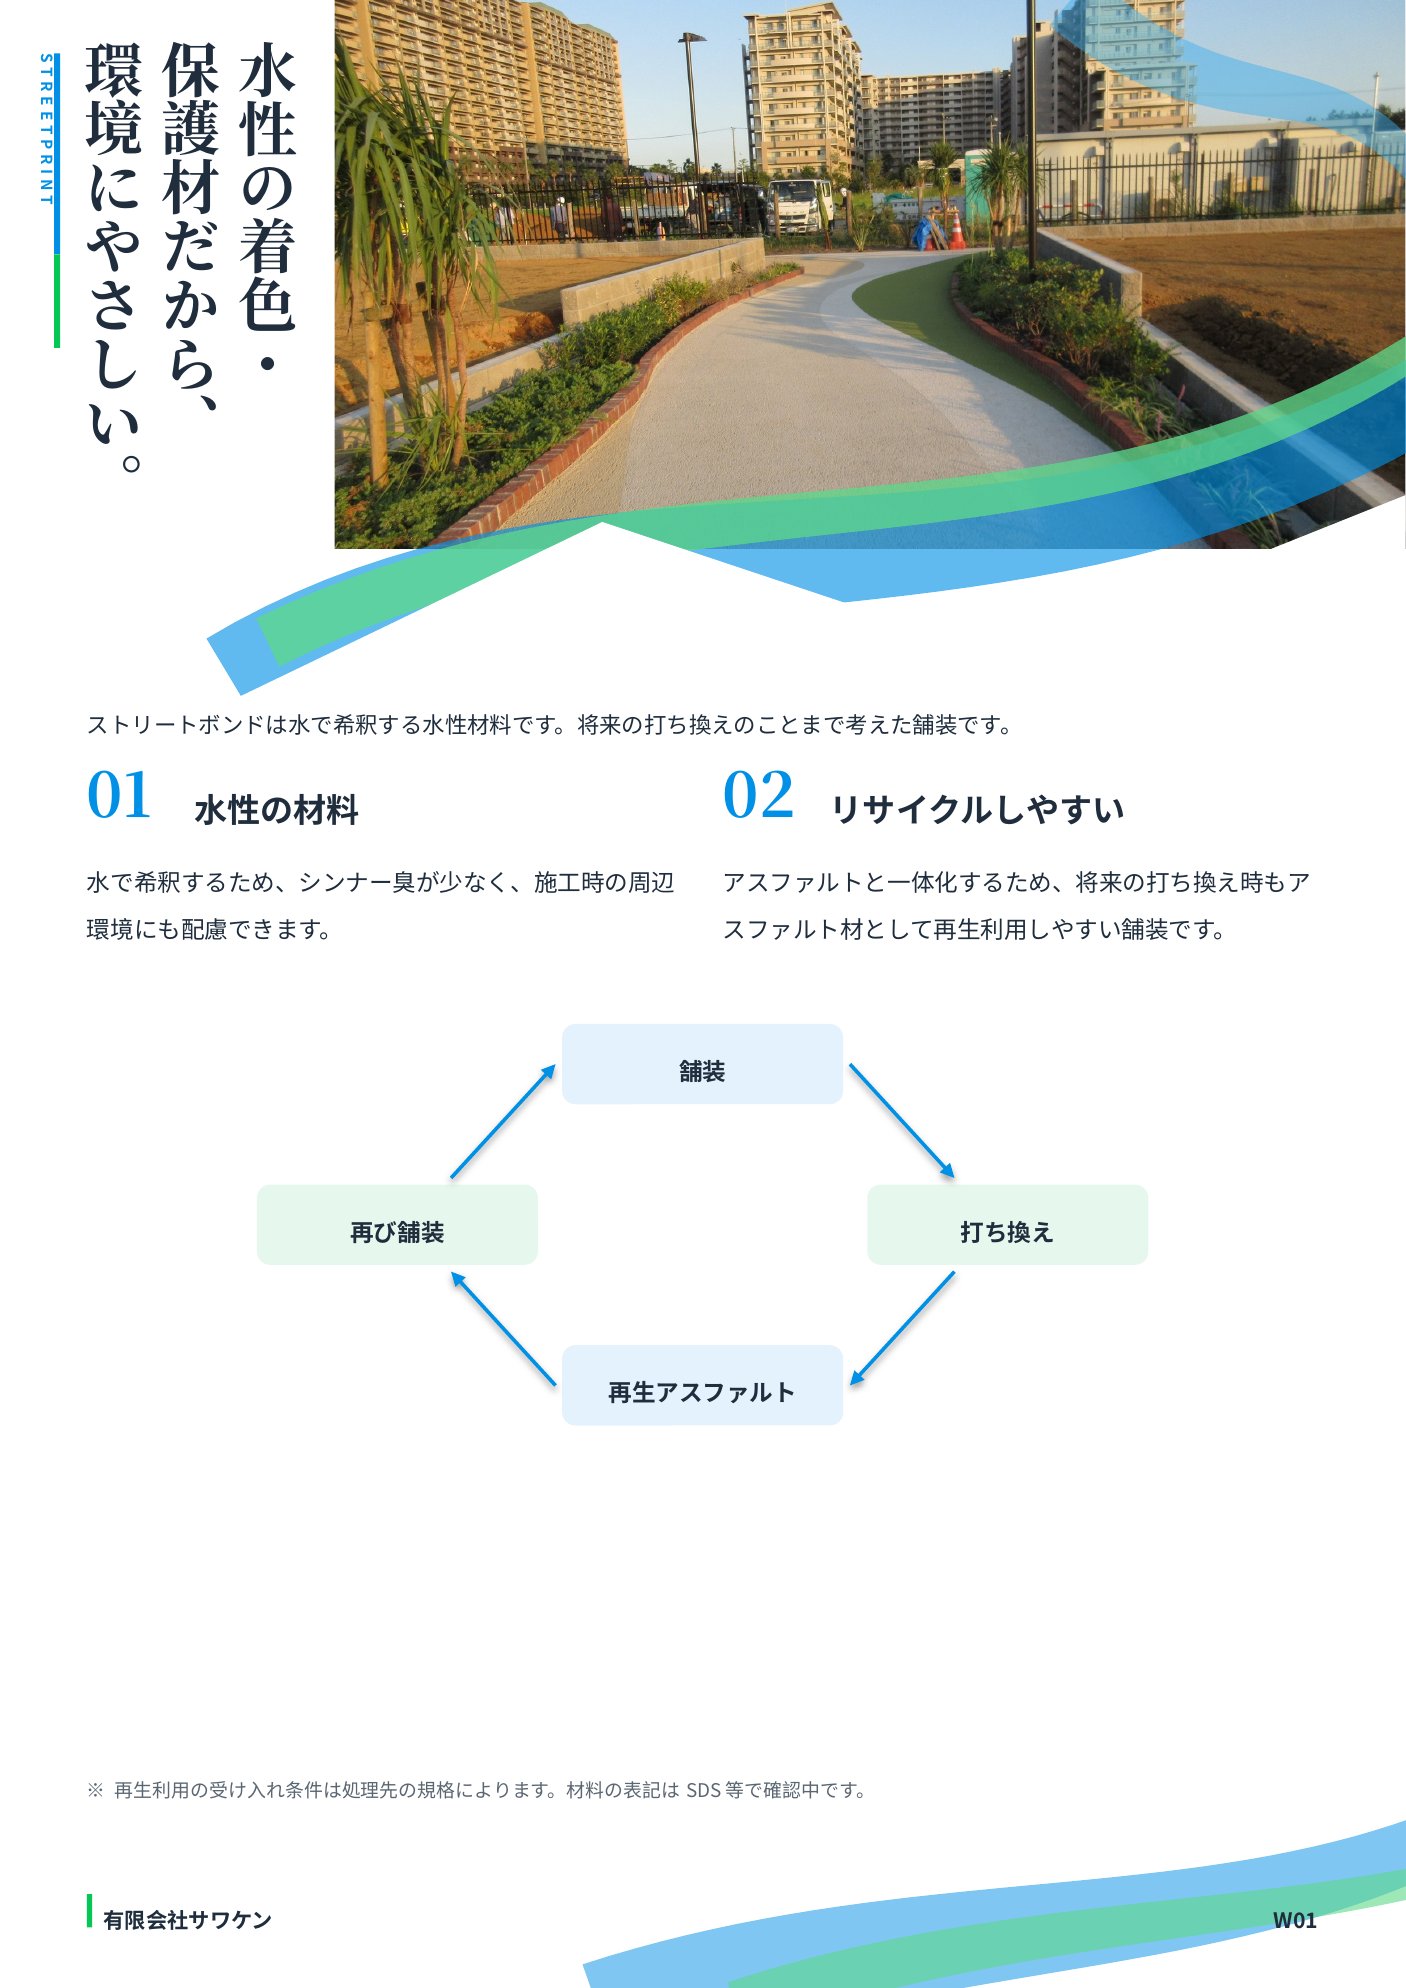 水性の着色・
保護材だから、
環境にやさしい。
STREETPRINT
ストリートボンドは水で希釈する水性材料です。将来の打ち換えのことまで考えた舗装です。
01 水性の材料
水で希釈するため、シンナー臭が少なく、施工時の周辺
環境にも配慮できます。
02 リサイクルしやすい
アスファルトと一体化するため、将来の打ち換え時もア
スファルト材として再生利用しやすい舗装です。
舗装
再び舗装
打ち換え
再生アスファルト
※ 再生利用の受け入れ条件は処理先の規格によります。材料の表記は SDS 等で確認中です。
有限会社サワケン
W01